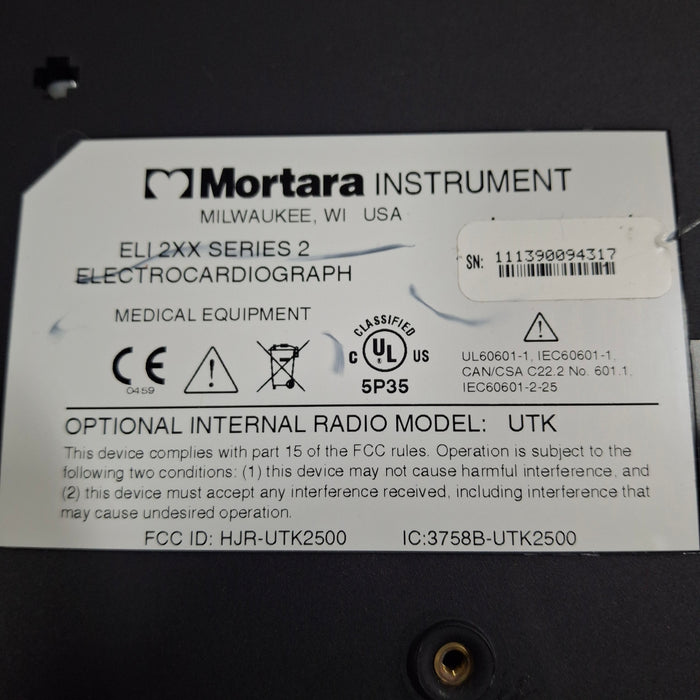 Mortara INSTRUMENT
MILWAUKEE, WI USA
ELI 2XX SERIES 2
ELECTROCARDIOGRAPH
SN: 111390094317
MEDICAL EQUIPMENT
CE
0459
CLASSIFIED
C UL US
5P35
UL60601-1, IEC60601-1,
CAN/CSA C22.2 No. 601.1,
IEC60601-2-25
OPTIONAL INTERNAL RADIO MODEL: UTK
This device complies with part 15 of the FCC rules. Operation is subject to the
following two conditions: (1) this device may not cause harmful interference, and
(2) this device must accept any interference received, including interference that
may cause undesired operation.
FCC ID: HJR-UTK2500 IC:3758B-UTK2500